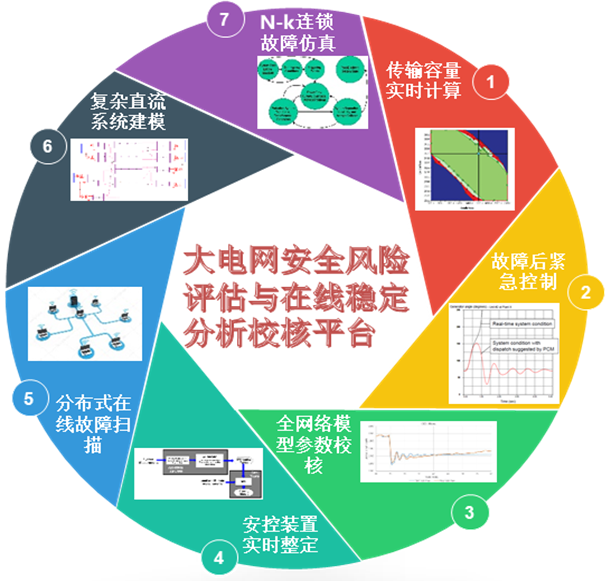 大电网安全风险
评估与在线稳定
分析校核平台
1
传输容量
实时计算
2
故障后紧
急控制
Real-time system condition
System condition with
dispatch suggested by PCM
3
全网络模
型参数校
核
4
安控装置
实时整定
5
分布式在
线故障扫
描
6
复杂直流
系统建模
7
N-k连锁
故障仿真